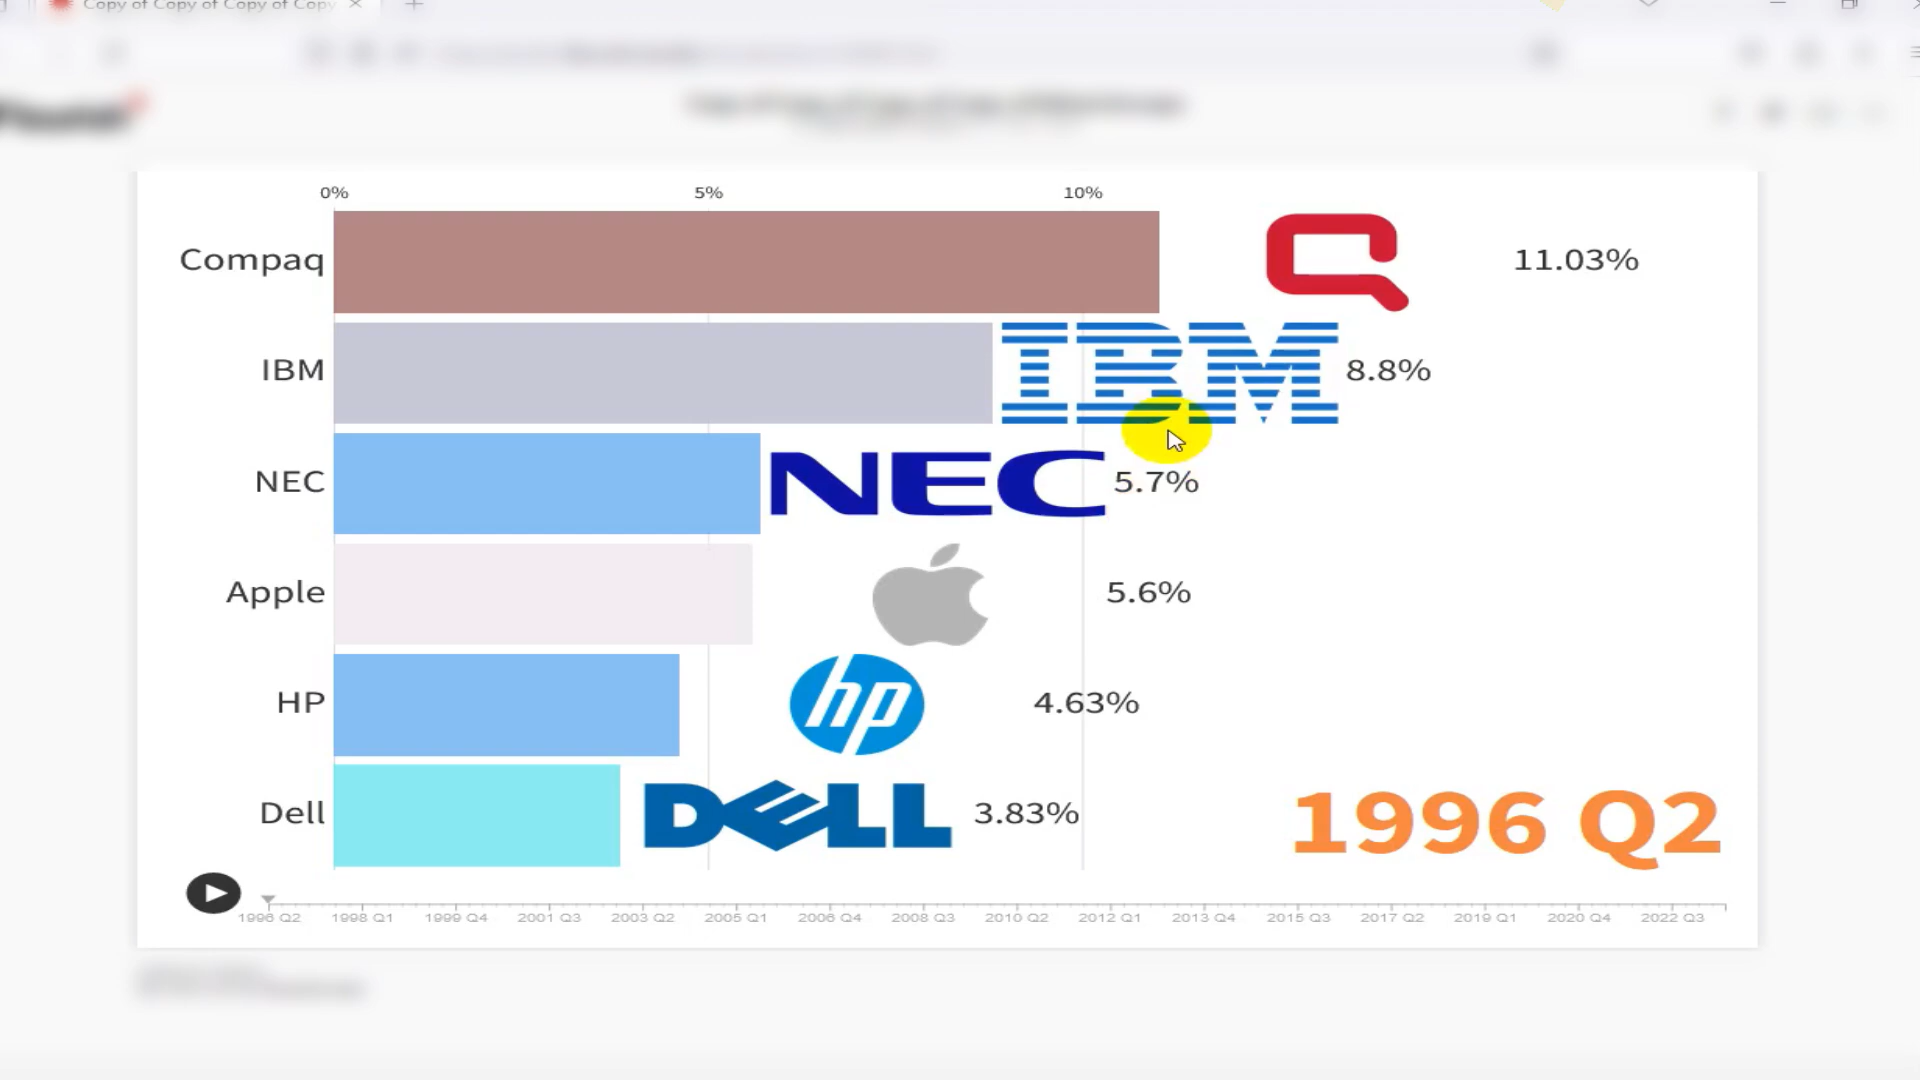 Copy of Copy of Copy of Copy
0% 5% 10%
Compaq 11.03%
IBM IBM 8.8%
NEC NEC 5.7%
Apple 5.6%
HP hp 4.63%
Dell DELL 3.83%
1996 Q2
1996 Q2 1998 Q1 1999 Q4 2001 Q3 2003 Q2 2005 Q1 2006 Q4 2008 Q3 2010 Q2 2012 Q1 2013 Q4 2015 Q3 2017 Q2 2019 Q1 2020 Q4 2022 Q3